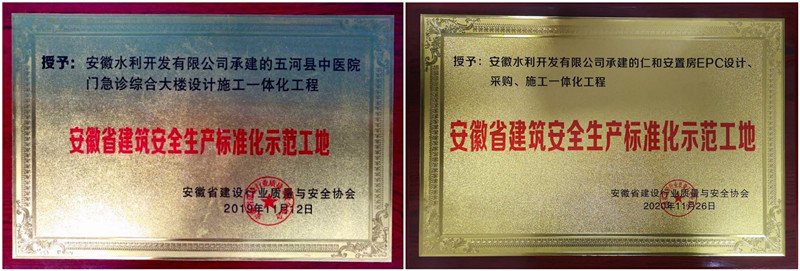 授予：安徽水利开发有限公司承建的五河县中医院
门急诊综合大楼设计施工一体化工程
安徽省建筑安全生产标准化示范工地
安徽省建设行业质量与安全协会
2019年11月12日
授予：安徽水利开发有限公司承建的仁和安置房EPC设计、
采购、施工一体化工程
安徽省建筑安全生产标准化示范工地
安徽省建设行业质量与安全协会
2020年11月26日